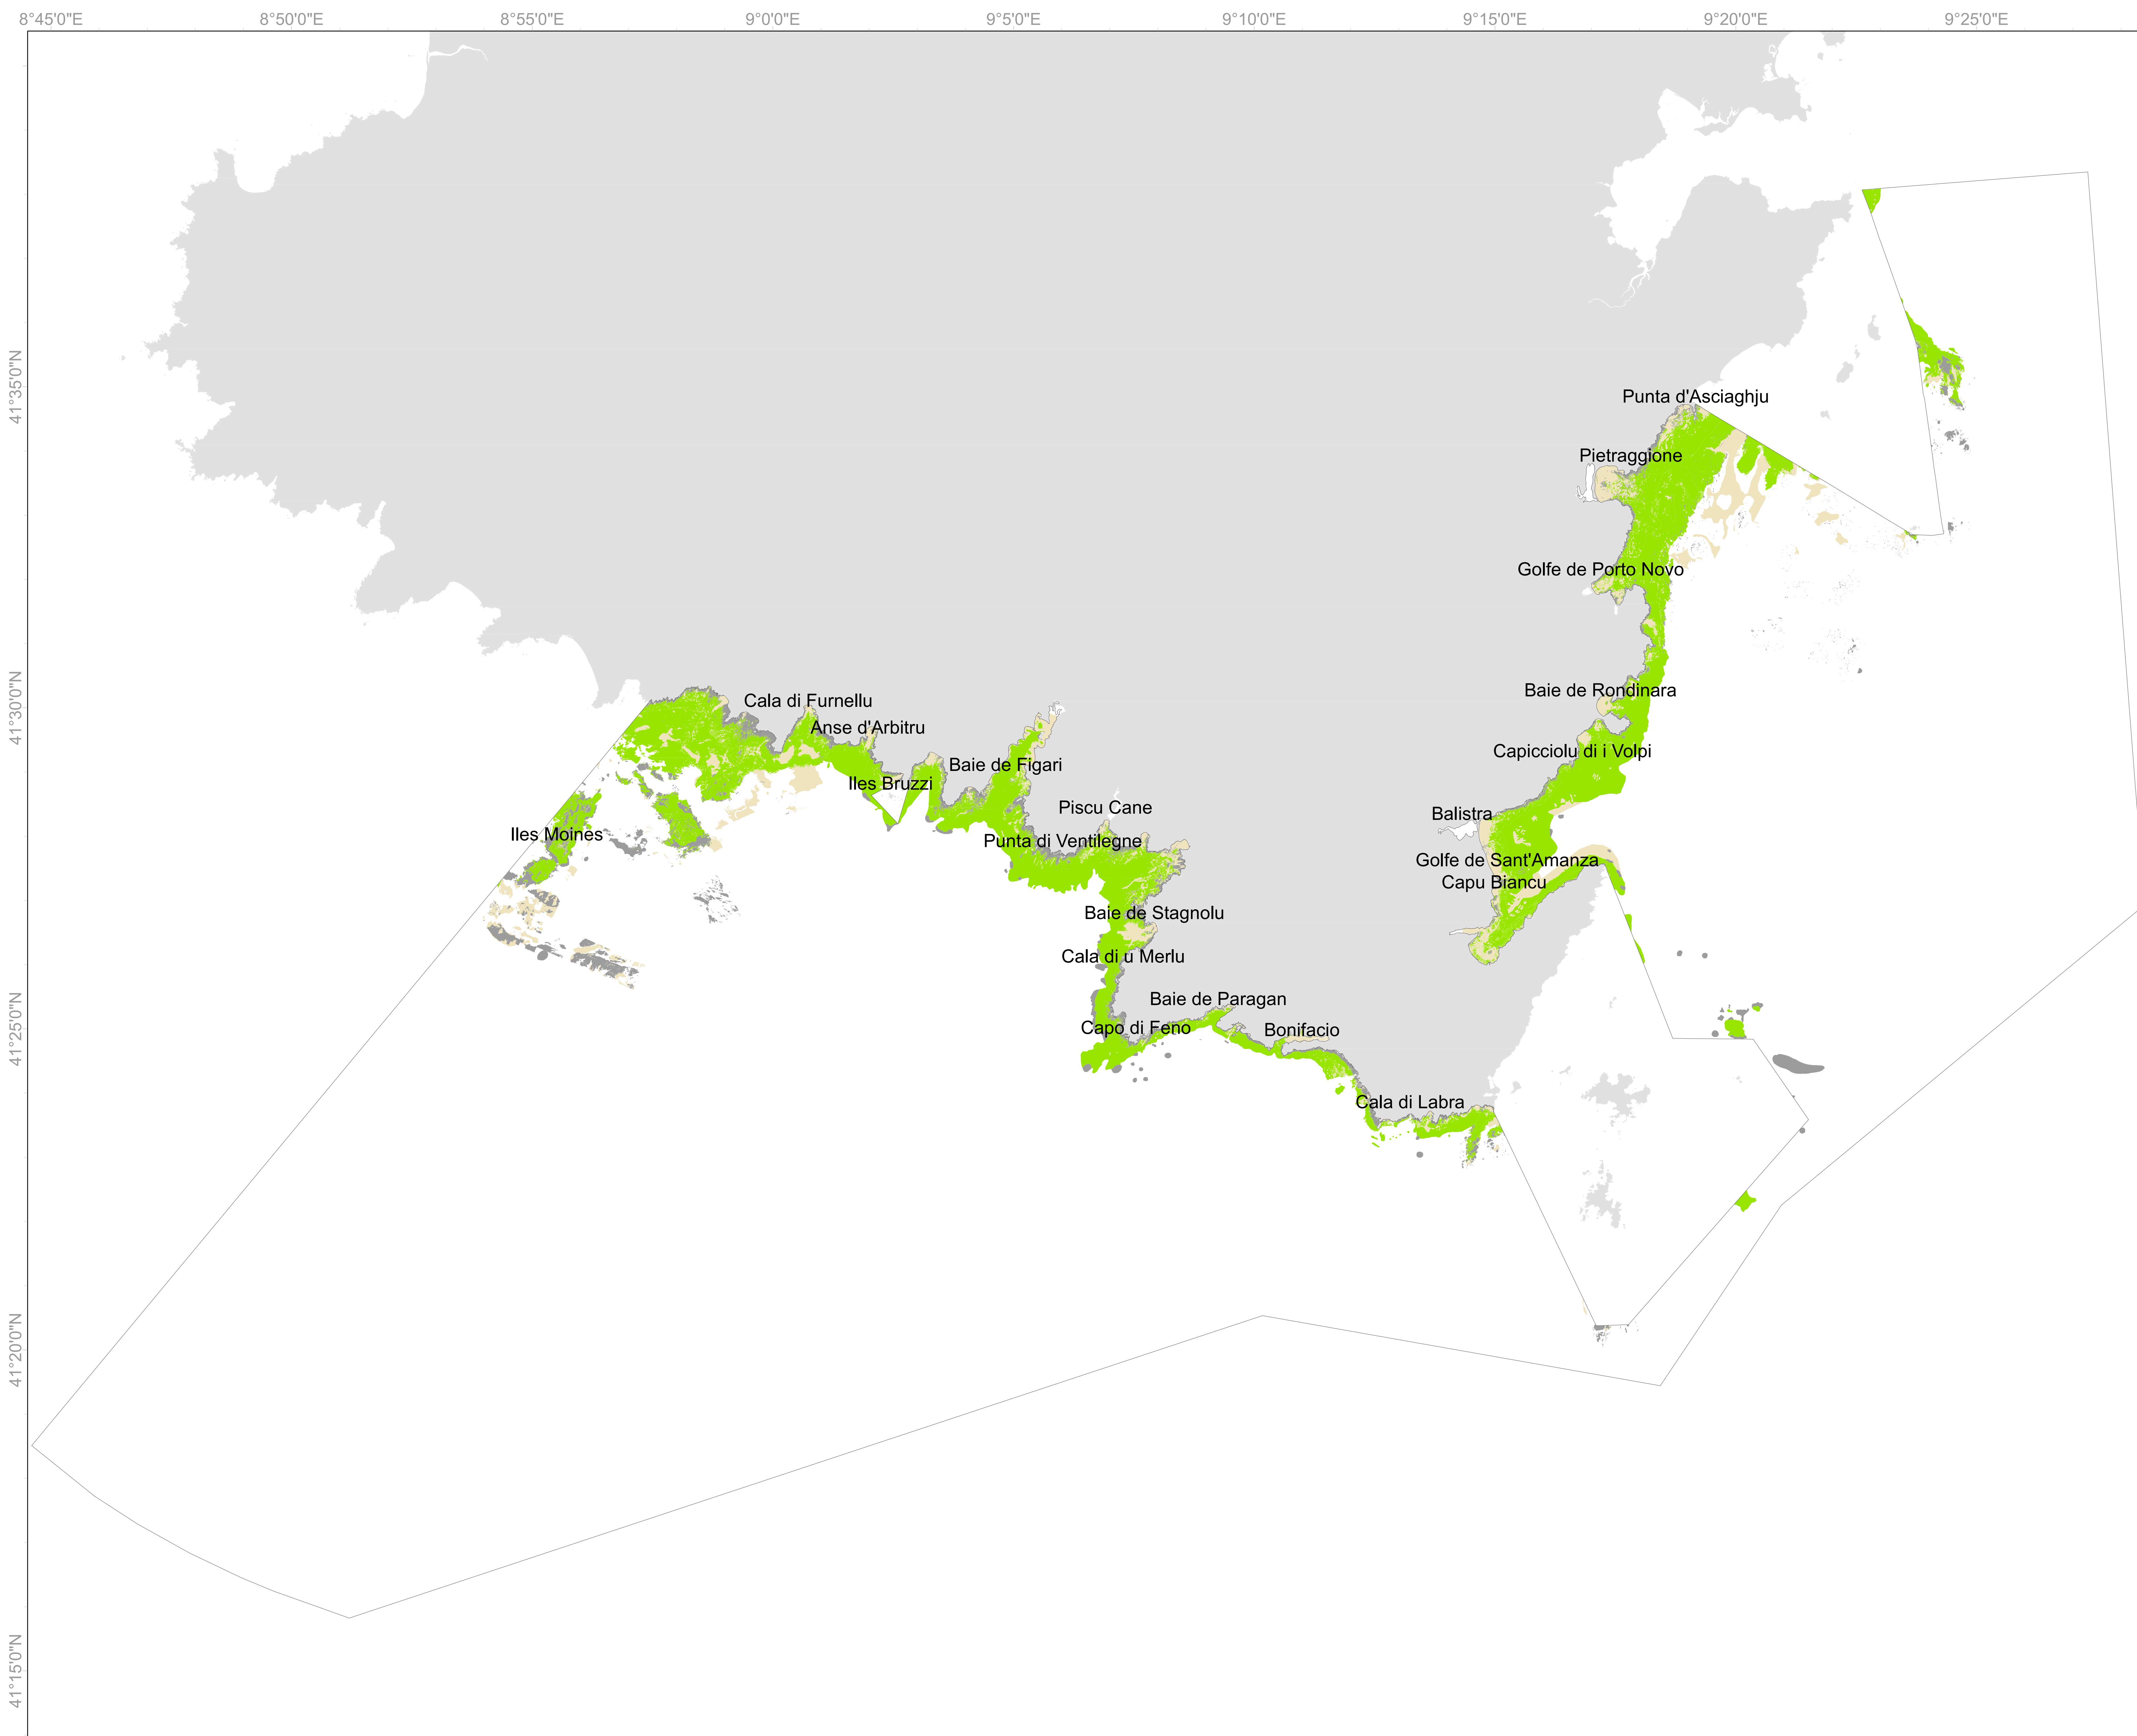 8°45'0"E
8°50'0"E
8°55'0"E
9°0'0"E
9°5'0"E
9°10'0"E
9°15'0"E
9°20'0"E
9°25'0"E
41°35'0"N
Punta d'Asciaghju
Pietraggione
Golfe de Porto Novo
41°30'0"N
Baie de Rondinara
Cala di Furnellu
Anse d'Arbitru
Capicciolu di i Volpi
Baie de Figari
Iles Bruzzi
Piscu Cane
Balistra
Iles Moines
Punta di Ventilegne
Golfe de Sant'Amanza
Capu Biancu
Baie de Stagnolu
Cala di u Merlu
Baie de Paragan
41°25'0"N
Capo di Feno
Bonifacio
Cala di Labra
41°20'0"N
41°15'0"N